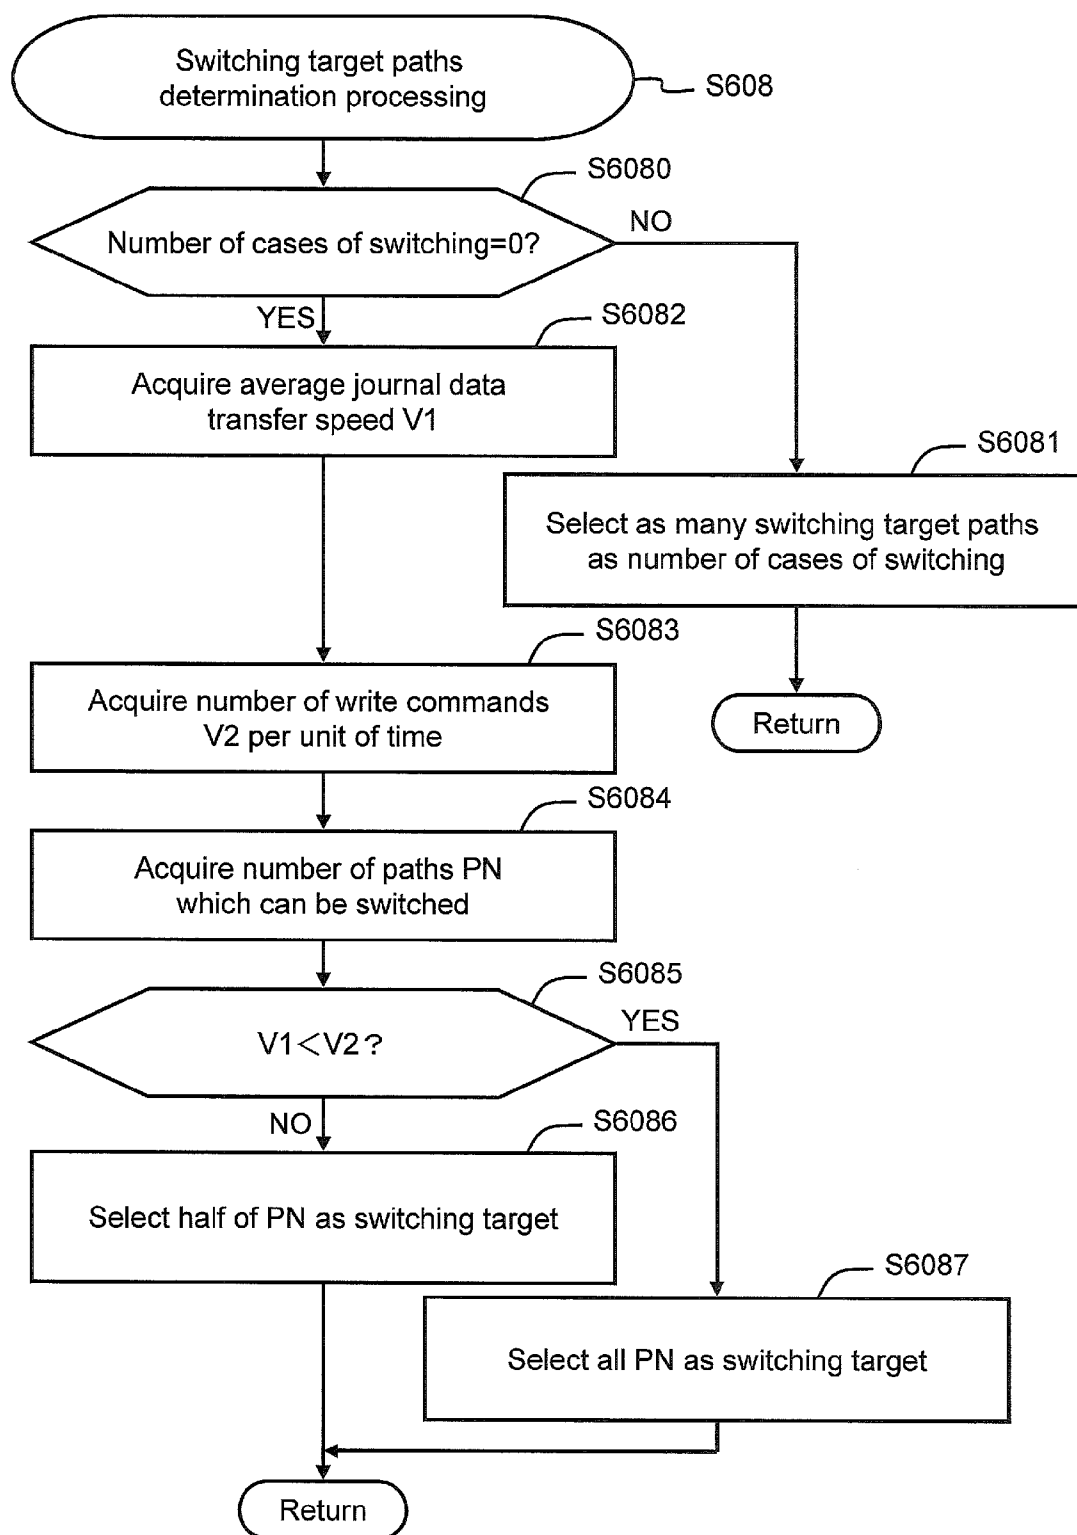 Switching target paths
determination processing
S608
S6080
Number of cases of switching=0?
NO
YES
S6082
Acquire average journal data
transfer speed V1
S6081
Select as many switching target paths
as number of cases of switching
Return
S6083
Acquire number of write commands
V2 per unit of time
S6084
Acquire number of paths PN
which can be switched
S6085
V1<V2?
YES
NO
S6086
Select half of PN as switching target
S6087
Select all PN as switching target
Return